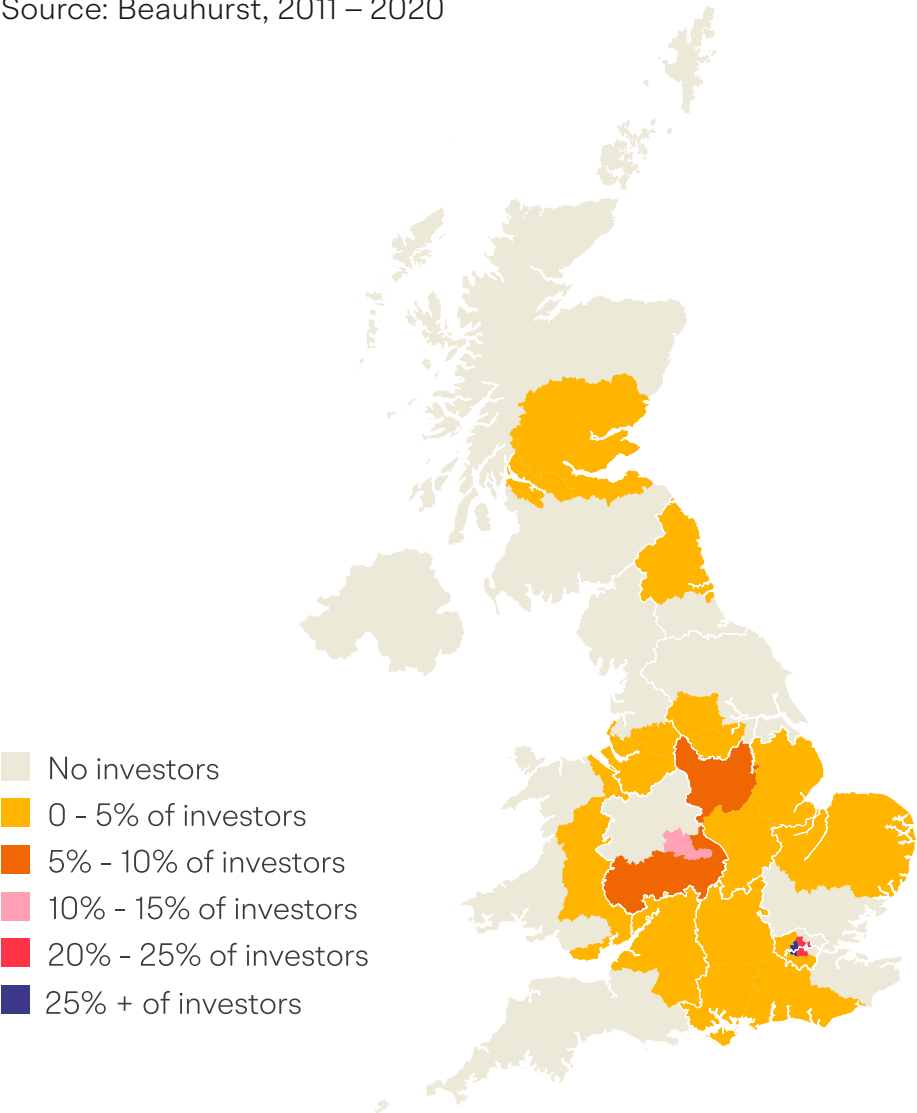 Source: Beauhurst, 2011 – 2020
No investors
0 - 5% of investors
5% - 10% of investors
10% - 15% of investors
20% - 25% of investors
25% + of investors